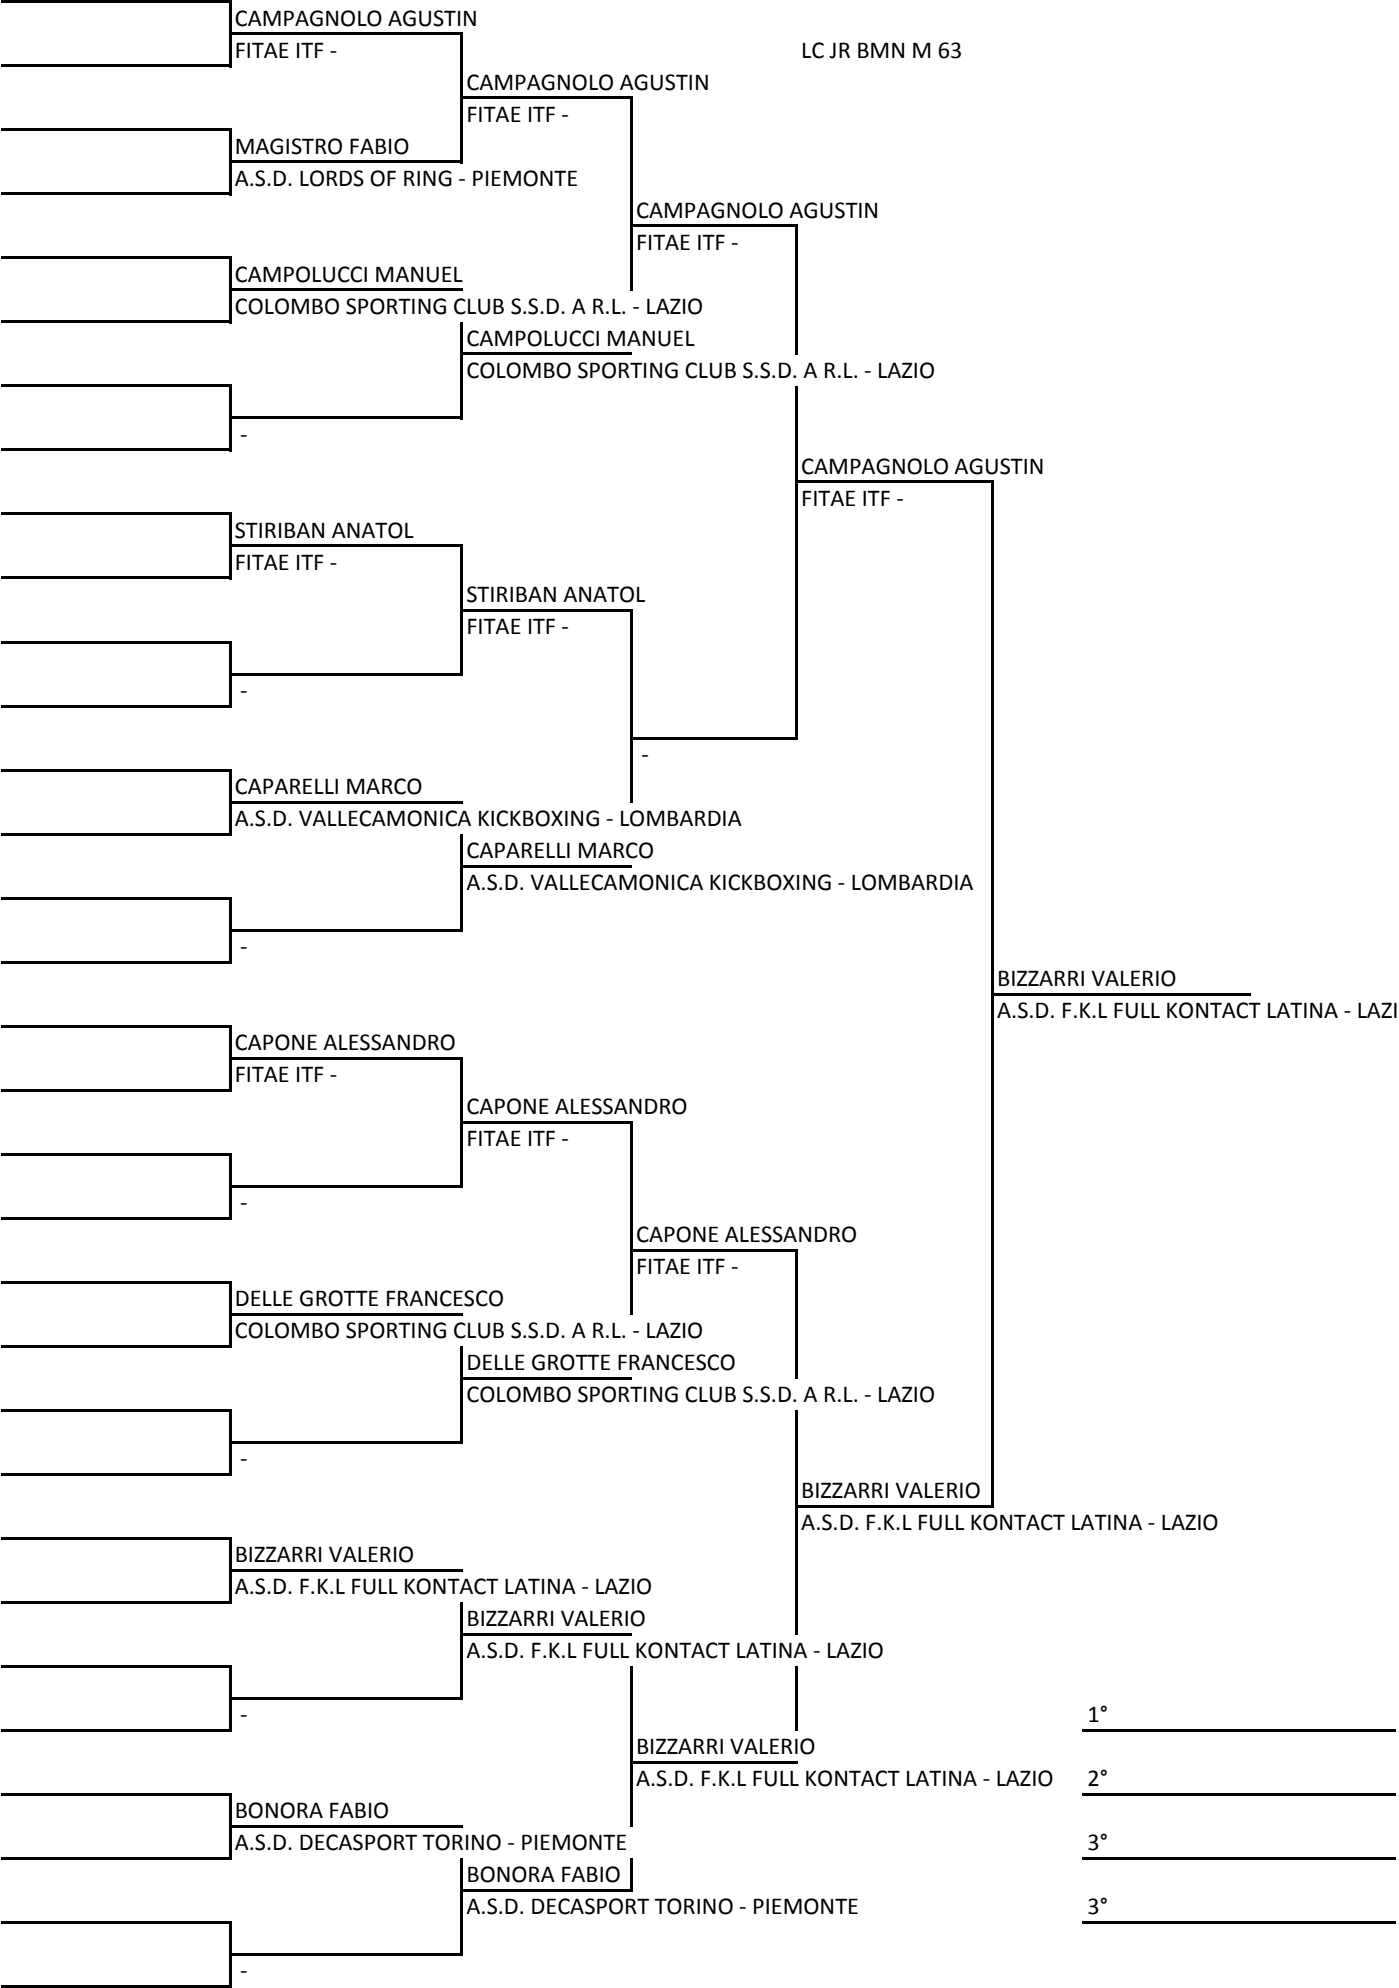 CAMPAGNOLO AGUSTIN
FITAE ITF -
LC JR BMN M 63
CAMPAGNOLO AGUSTIN
FITAE ITF -
MAGISTRO FABIO
A.S.D. LORDS OF RING - PIEMONTE
CAMPAGNOLO AGUSTIN
FITAE ITF -
CAMPOLUCCI MANUEL
COLOMBO SPORTING CLUB S.S.D. A R.L. - LAZIO
CAMPOLUCCI MANUEL
COLOMBO SPORTING CLUB S.S.D. A R.L. - LAZIO
-
CAMPAGNOLO AGUSTIN
FITAE ITF -
STIRIBAN ANATOL
FITAE ITF -
STIRIBAN ANATOL
FITAE ITF -
-
-
CAPARELLI MARCO
A.S.D. VALLECAMONICA KICKBOXING - LOMBARDIA
CAPARELLI MARCO
A.S.D. VALLECAMONICA KICKBOXING - LOMBARDIA
-
BIZZARRI VALERIO
A.S.D. F.K.L FULL KONTACT LATINA - LAZI
CAPONE ALESSANDRO
FITAE ITF -
CAPONE ALESSANDRO
FITAE ITF -
-
CAPONE ALESSANDRO
FITAE ITF -
DELLE GROTTE FRANCESCO
COLOMBO SPORTING CLUB S.S.D. A R.L. - LAZIO
DELLE GROTTE FRANCESCO
COLOMBO SPORTING CLUB S.S.D. A R.L. - LAZIO
-
BIZZARRI VALERIO
A.S.D. F.K.L FULL KONTACT LATINA - LAZIO
BIZZARRI VALERIO
A.S.D. F.K.L FULL KONTACT LATINA - LAZIO
BIZZARRI VALERIO
A.S.D. F.K.L FULL KONTACT LATINA - LAZIO
-
1°
BIZZARRI VALERIO
A.S.D. F.K.L FULL KONTACT LATINA - LAZIO
2°
BONORA FABIO
A.S.D. DECASPORT TORINO - PIEMONTE
3°
BONORA FABIO
A.S.D. DECASPORT TORINO - PIEMONTE
3°
-